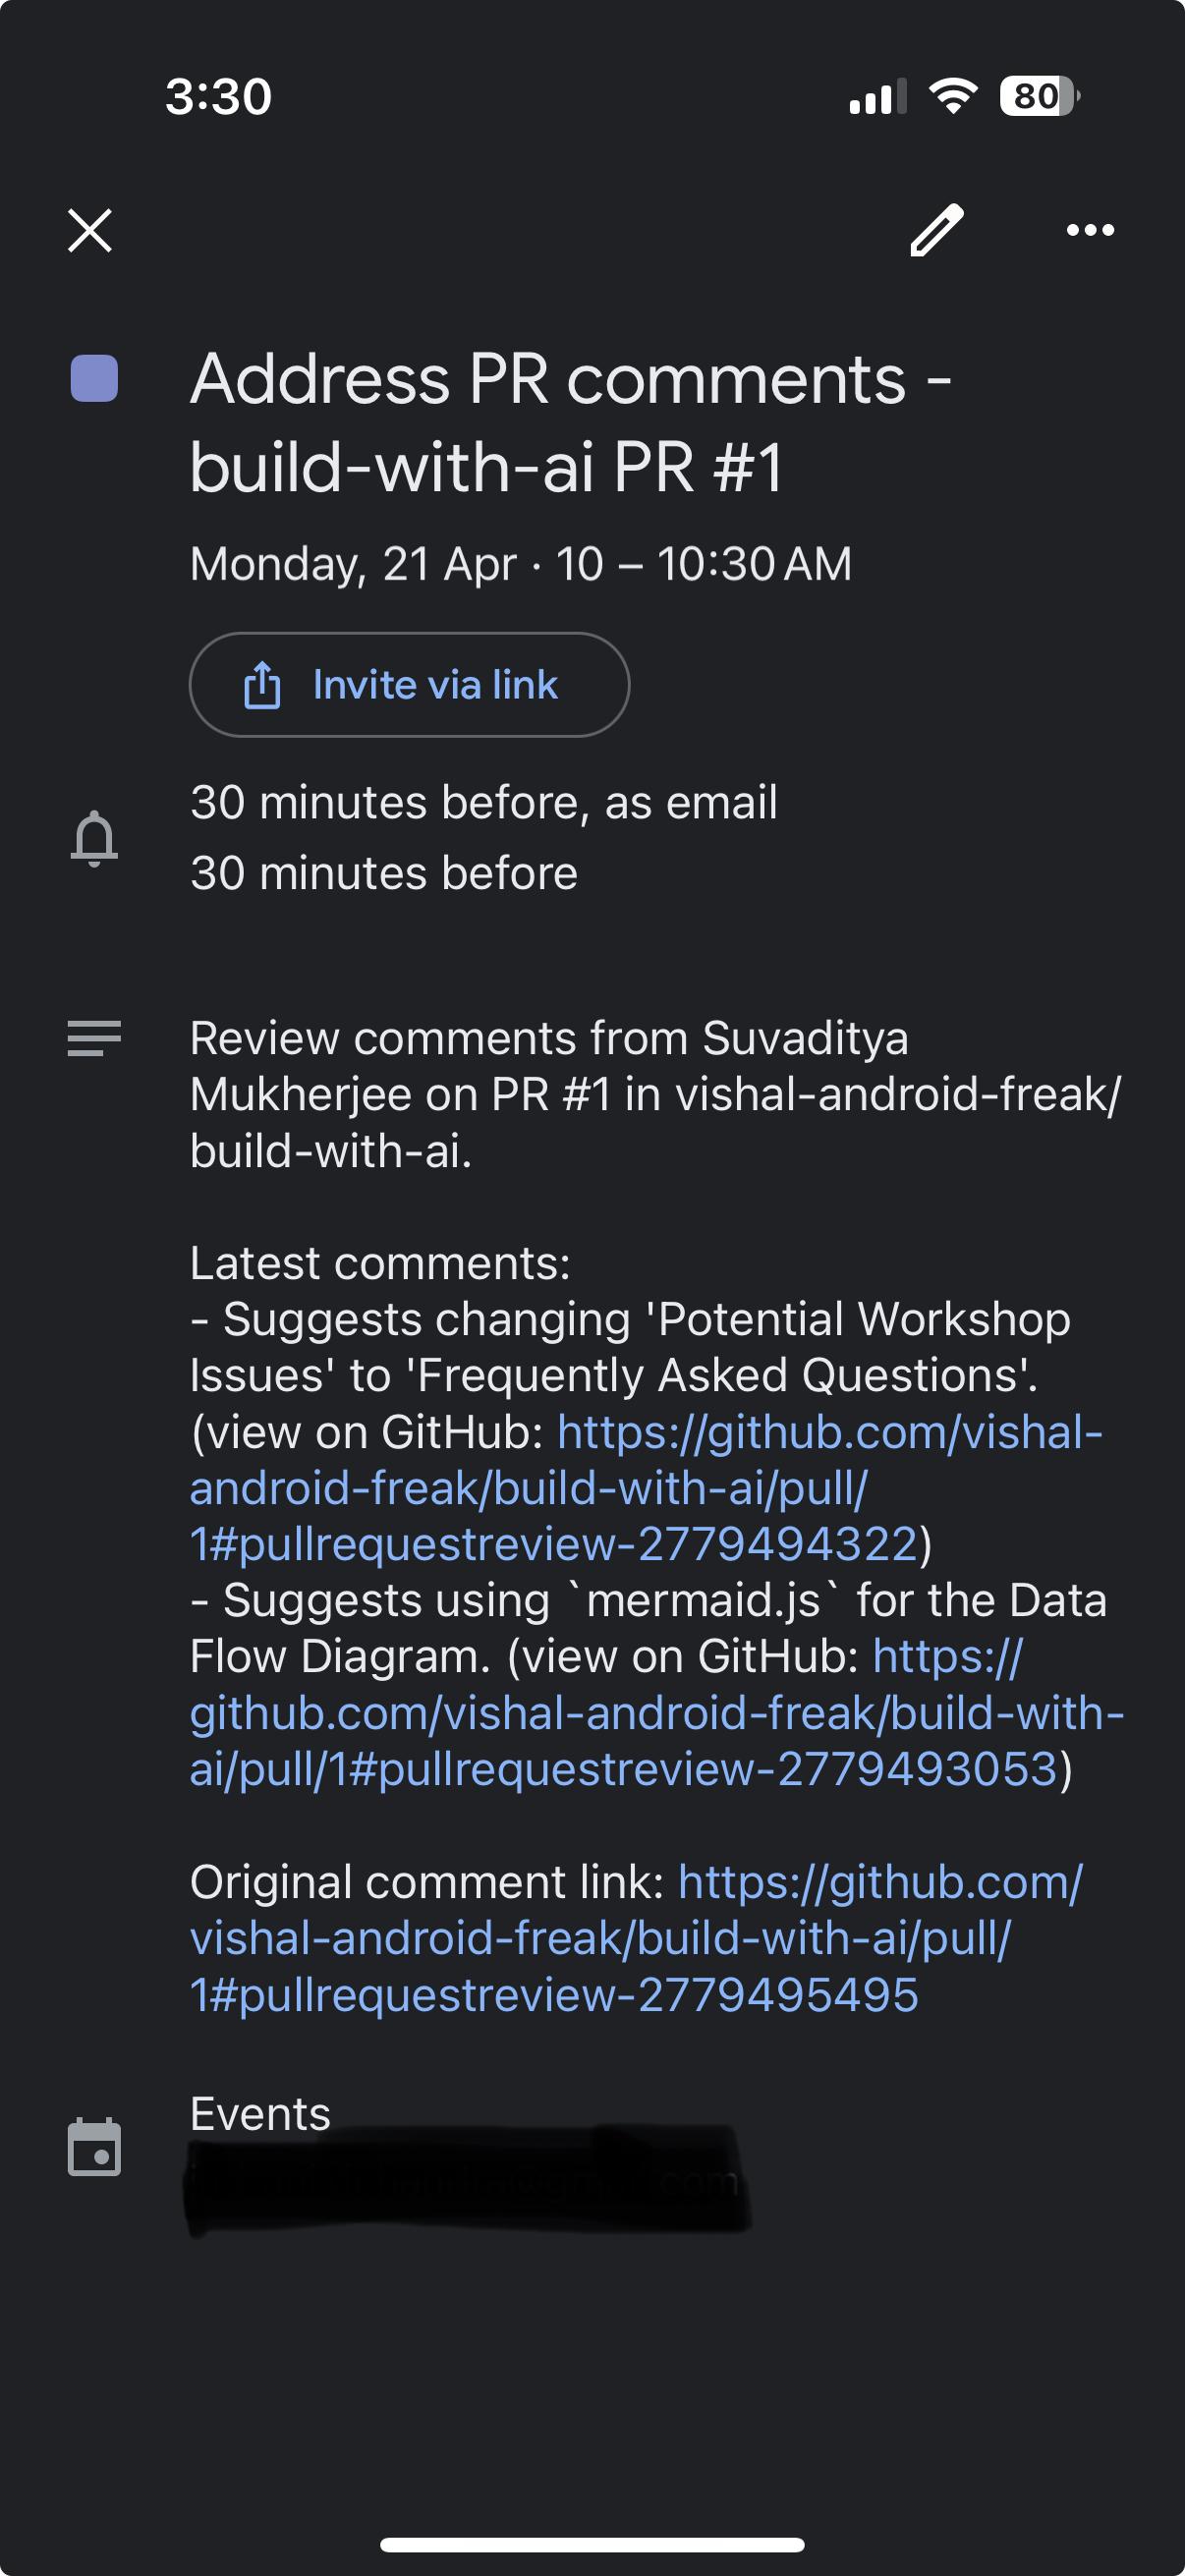 3:30
80
Address PR comments -
build-with-ai PR #1
Monday, 21 Apr · 10 – 10:30 AM
Invite via link
30 minutes before, as email
30 minutes before
Review comments from Suvaditya
Mukherjee on PR #1 in vishal-android-freak/
build-with-ai.
Latest comments:
- Suggests changing 'Potential Workshop
Issues' to 'Frequently Asked Questions'.
(view on GitHub: https://github.com/vishal-
android-freak/build-with-ai/pull/
1#pullrequestreview-2779494322)
- Suggests using `mermaid.js` for the Data
Flow Diagram. (view on GitHub: https://
github.com/vishal-android-freak/build-with-
ai/pull/1#pullrequestreview-2779493053)
Original comment link: https://github.com/
vishal-android-freak/build-with-ai/pull/
1#pullrequestreview-2779495495
Events